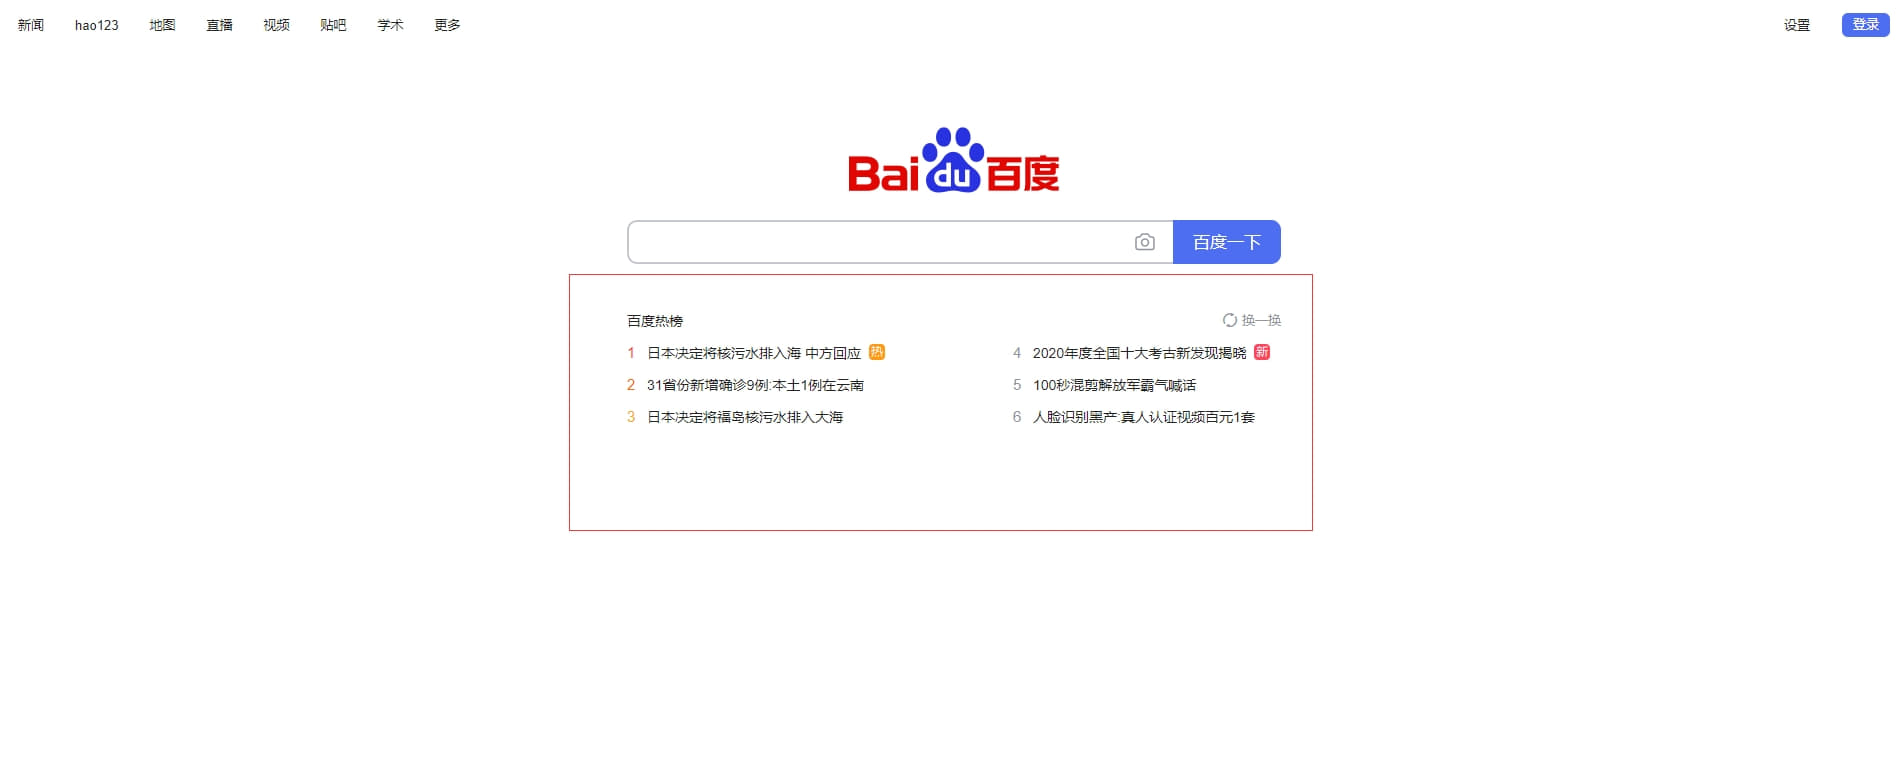 新闻 hao123 地图 直播 视频 贴吧 学术 更多 设置 登录
Baidu百度
百度一下
百度热榜 换一换
1 日本决定将核污水排入海 中方回应 热
2 31省份新增确诊9例:本土1例在云南
3 日本决定将福岛核污水排入大海
4 2020年度全国十大考古新发现揭晓 新
5 100秒混剪解放军霸气喊话
6 人脸识别黑产:真人认证视频百元1套